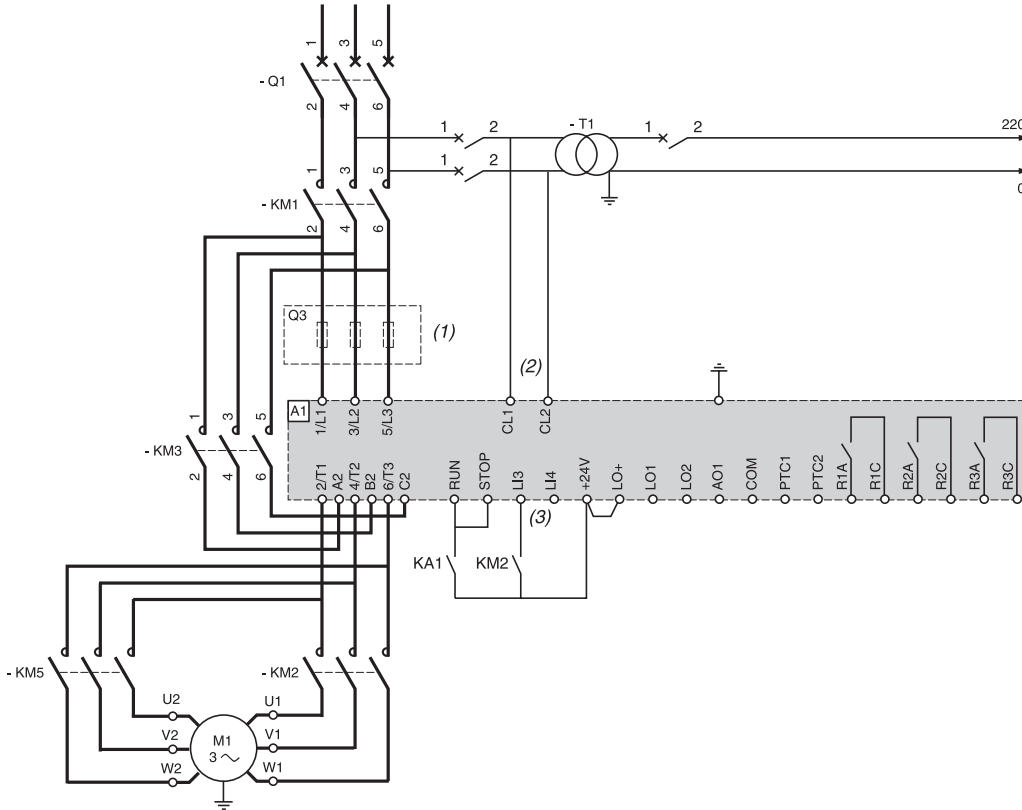 1 3 5
- Q1
2 4 6
1 2 - T1 1 2 220
1 2
0
1 3 5
- KM1
2 4 6
Q3 (1)
(2)
A1 1/L1 3/L2 5/L3 CL1 CL2
1 3 5
- KM3
2 4 6
2/T1 A2 4/T2 B2 6/T3 C2 RUN STOP LI3 LI4 +24V LO+ LO1 LO2 AO1 COM PTC1 PTC2 R1A R1C R2A R2C R3A R3C
(3)
KA1 KM2
- KM5 - KM2
U2 U1
V2 M1 V1
3 ~
W2 W1